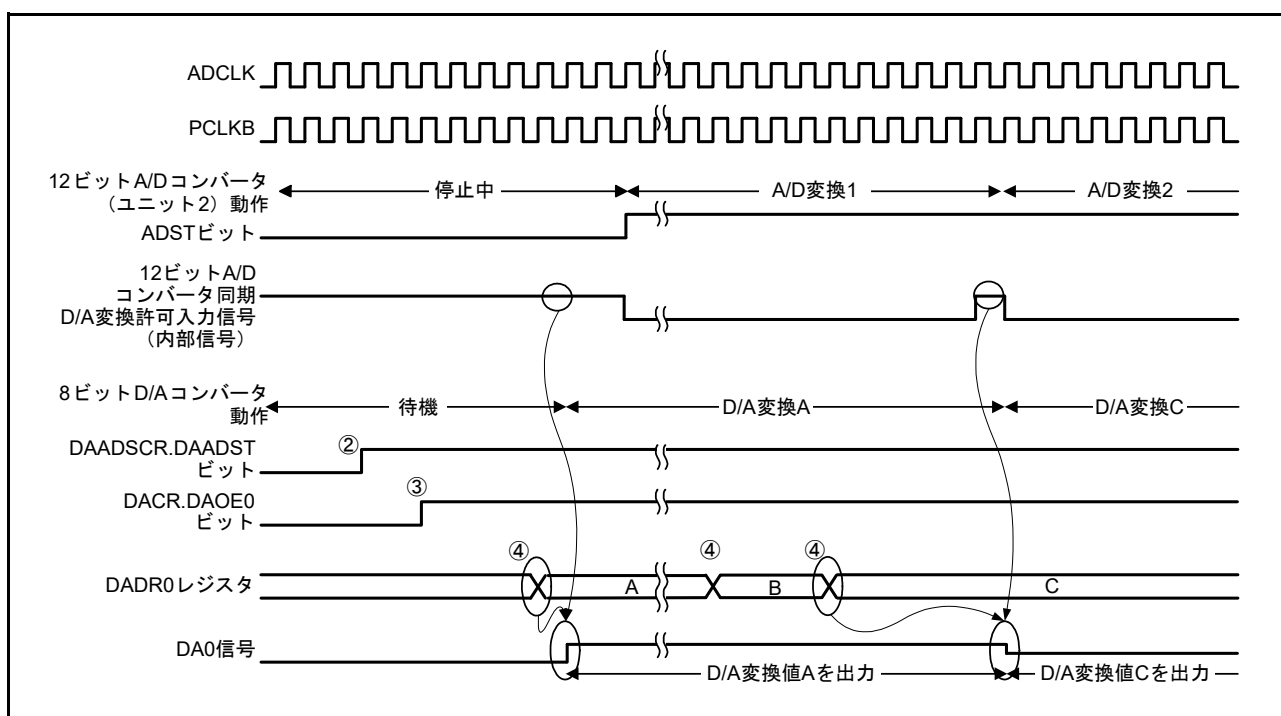 ADCLK
PCLKB
12ビットA/Dコンバータ
（ユニット2）動作
停止中
A/D変換1
A/D変換2
ADSTビット
12ビットA/D
コンバータ同期
D/A変換許可入力信号
（内部信号）
8ビットD/Aコンバータ
動作
待機
D/A変換A
D/A変換C
DAADSCR.DAADST
ビット
②
DACR.DAOE0
ビット
③
④
④
④
DADR0レジスタ
A
B
C
DA0信号
D/A変換値Aを出力
D/A変換値Cを出力